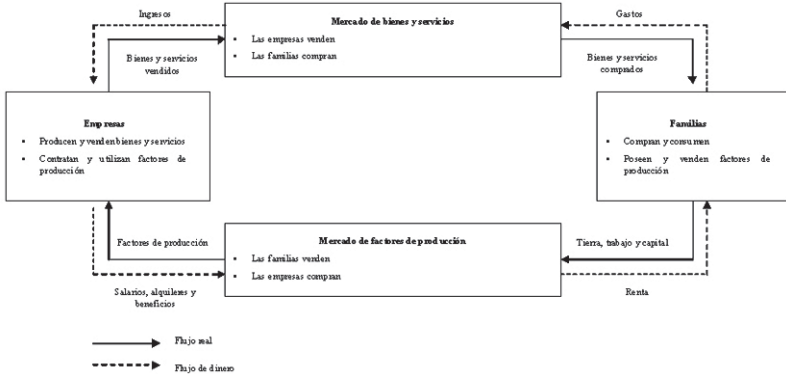 Ingresos
Mercado de bienes y servicios
Las empresas venden
Las familias compran
Gastos
Bienes y servicios
vendidos
Bienes y servicios
comprados
Empresas
Producen y venden bienes y servicios
Contratan y utilizan factores de
producción
Familias
Compran y consumen
Poseen y venden factores de
producción
Factores de producción
Mercado de factores de producción
Las familias venden
Las empresas compran
Tierra, trabajo y capital
Salarios, alquileres y
beneficios
Renta
Flujo real
Flujo de dinero